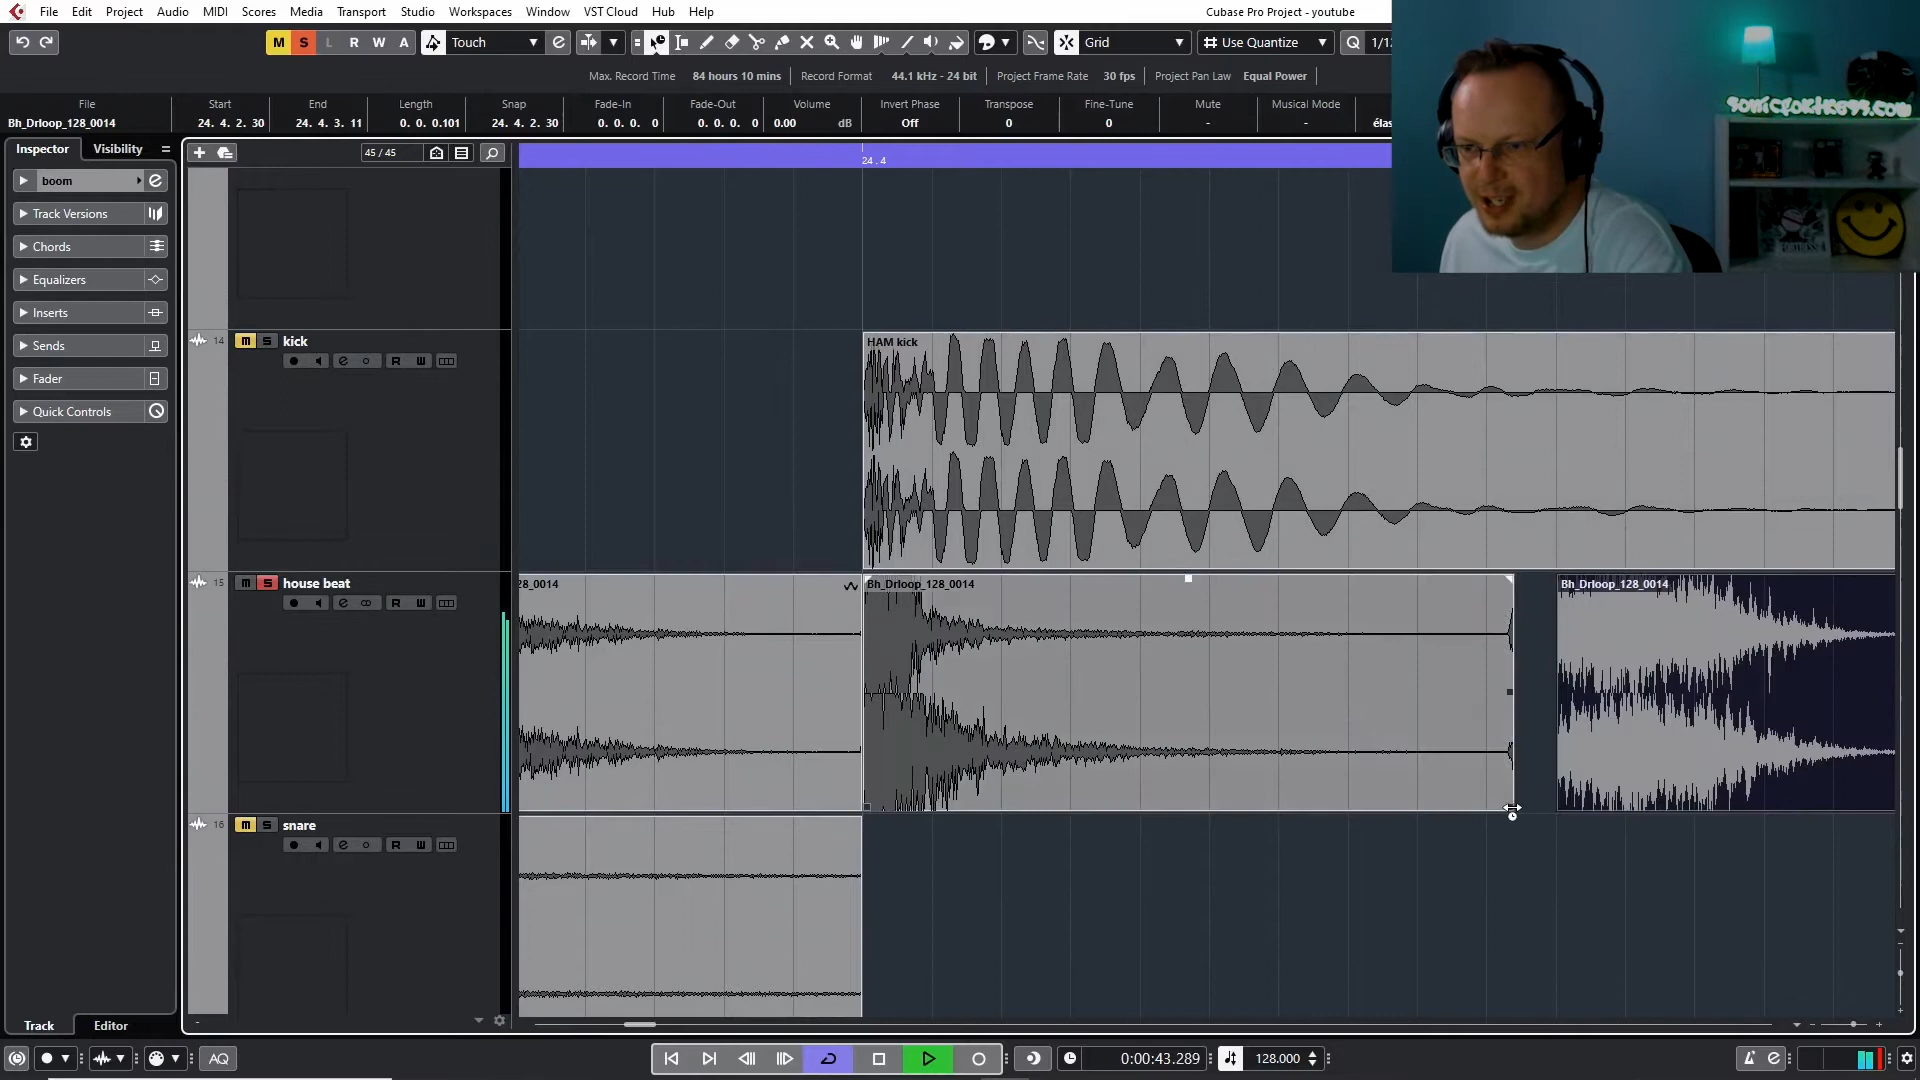 File Edit Project Audio MIDI Scores Media Transport Studio Workspaces Window VST Cloud Hub Help
Cubase Pro Project - youtube
M S L R W A Touch Grid Use Quantize
Max. Record Time 84 hours 10 mins Record Format 44.1 kHz - 24 bit Project Frame Rate 30 fps Project Pan Law Equal Power
File Start End Length Snap Fade-In Fade-Out Volume Invert Phase Transpose Fine-Tune Mute Musical Mode
Bh_Drloop_128_0014 24. 4. 2. 30 24. 4. 3. 11 0. 0. 0.101 24. 4. 2. 30 0. 0. 0. 0 0. 0. 0. 0 0.00 dB Off 0 0 - - élas
Inspector Visibility
45 / 45
24.4
boom
Track Versions
Chords
Equalizers
Inserts
Sends
Fader
Quick Controls
14 m S kick
R W
HAM kick
15 m S house beat
R W
28_0014
Bh_Drloop_128_0014
Bh_Drloop_128_0014
16 m S snare
R W
Track Editor
AQ
0:00:43.289
128.000